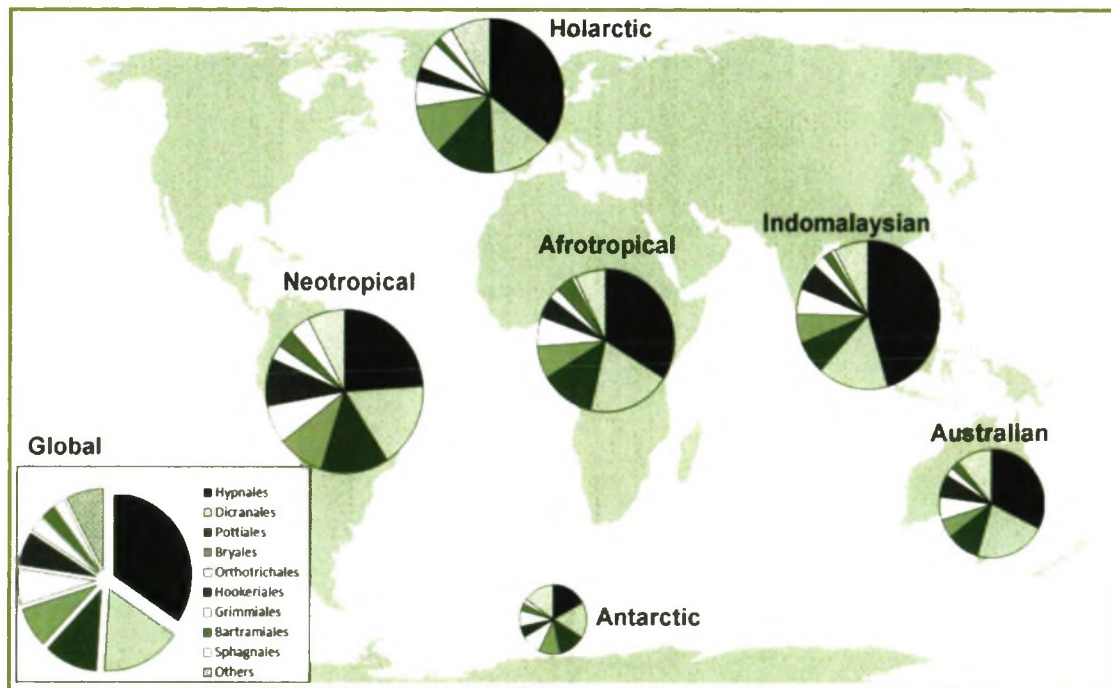 Holarctic
Indomalaysian
Afrotropical
Neotropical
Australian
Global
Hypnales
Dicranales
Pottiales
Bryales
Orthotrichales
Hookeriales
Grimmiales
Bartramiales
Sphagnales
Others
Antarctic